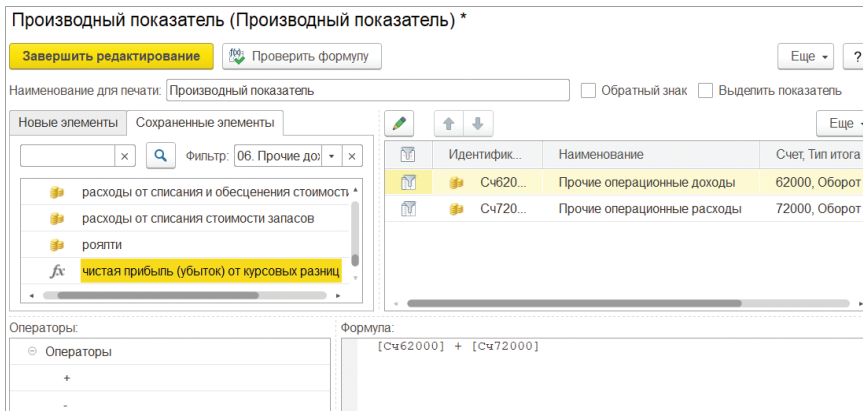 Производный показатель (Производный показатель) *
Завершить редактирование
Проверить формулу
Еще
?
Наименование для печати: Производный показатель
Обратный знак
Выделить показатель
Новые элементы
Сохраненные элементы
Еще
Фильтр: 06. Прочие дох
Идентифик...
Наименование
Счет, Тип итога
расходы от списания и обесценения стоимости
расходы от списания стоимости запасов
рояпти
fx чистая прибыль (убыток) от курсовых разниц
Сч620...
Прочие операционные доходы
62000, Оборот
Сч720...
Прочие операционные расходы
72000, Оборот
Операторы:
Операторы
+
-
Формула:
[Сч62000] + [Сч72000]